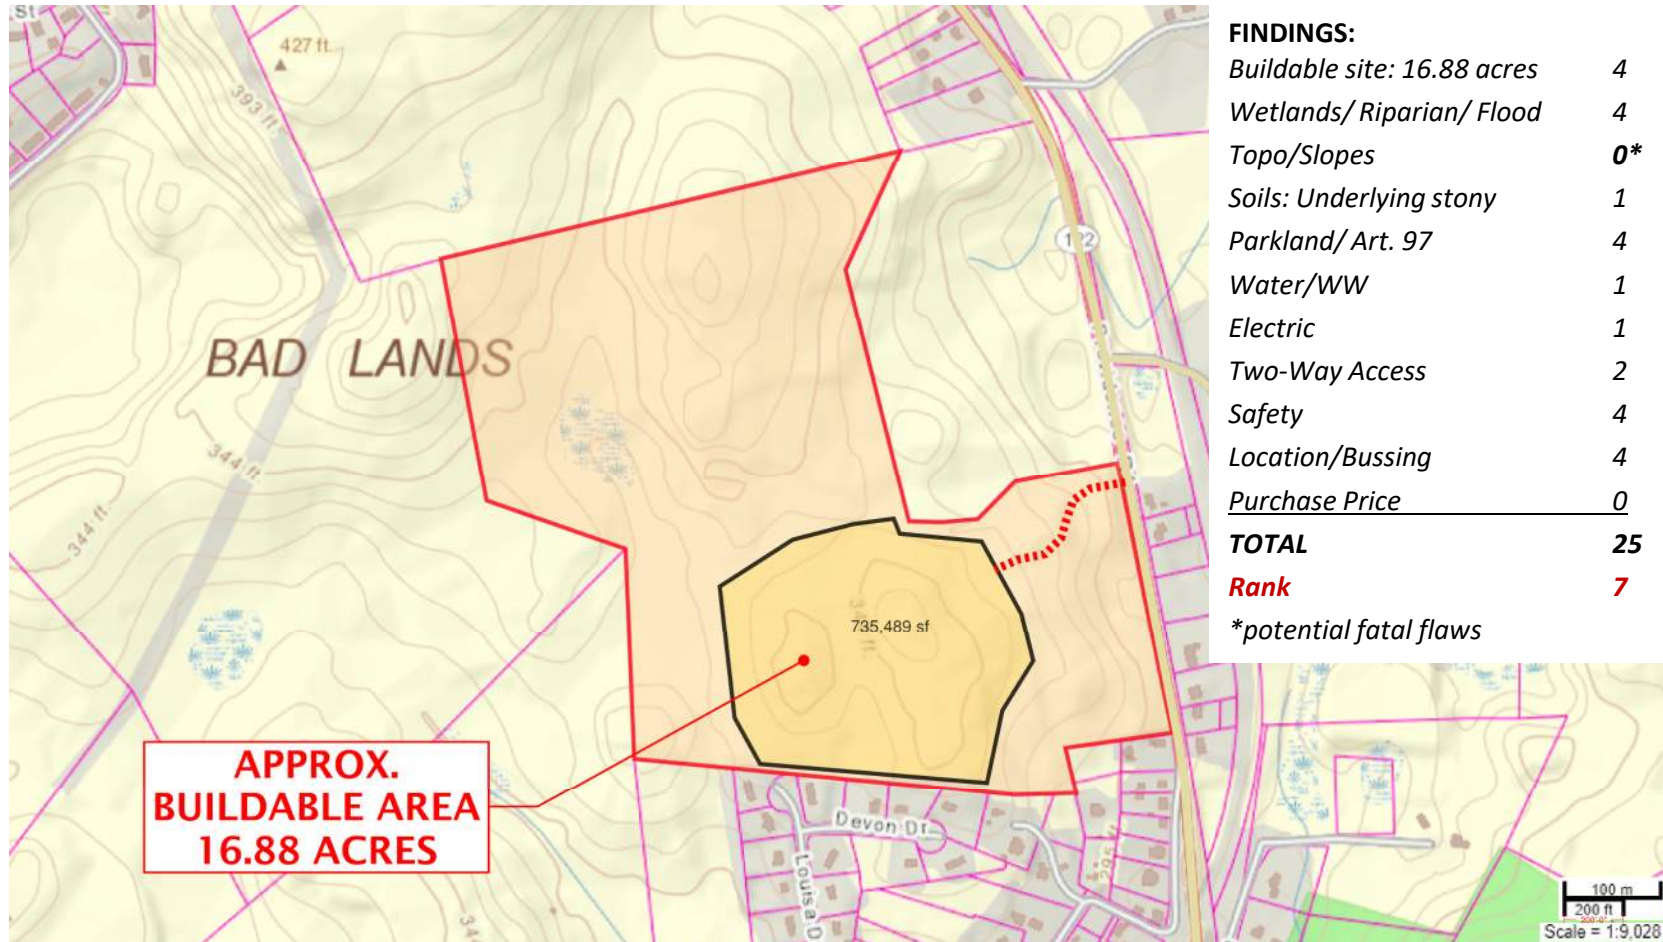 St
427 ft.
393 ft.
122
BAD LANDS
344 ft.
344 ft.
735,489 sf
APPROX.
BUILDABLE AREA
16.88 ACRES
Devon Dr
Louisa D
FINDINGS:
Buildable site: 16.88 acres 4
Wetlands/ Riparian/ Flood 4
Topo/Slopes 0*
Soils: Underlying stony 1
Parkland/ Art. 97 4
Water/WW 1
Electric 1
Two-Way Access 2
Safety 4
Location/Bussing 4
Purchase Price 0
TOTAL 25
Rank 7
*potential fatal flaws
100 m
200 ft
Scale = 1:9,028